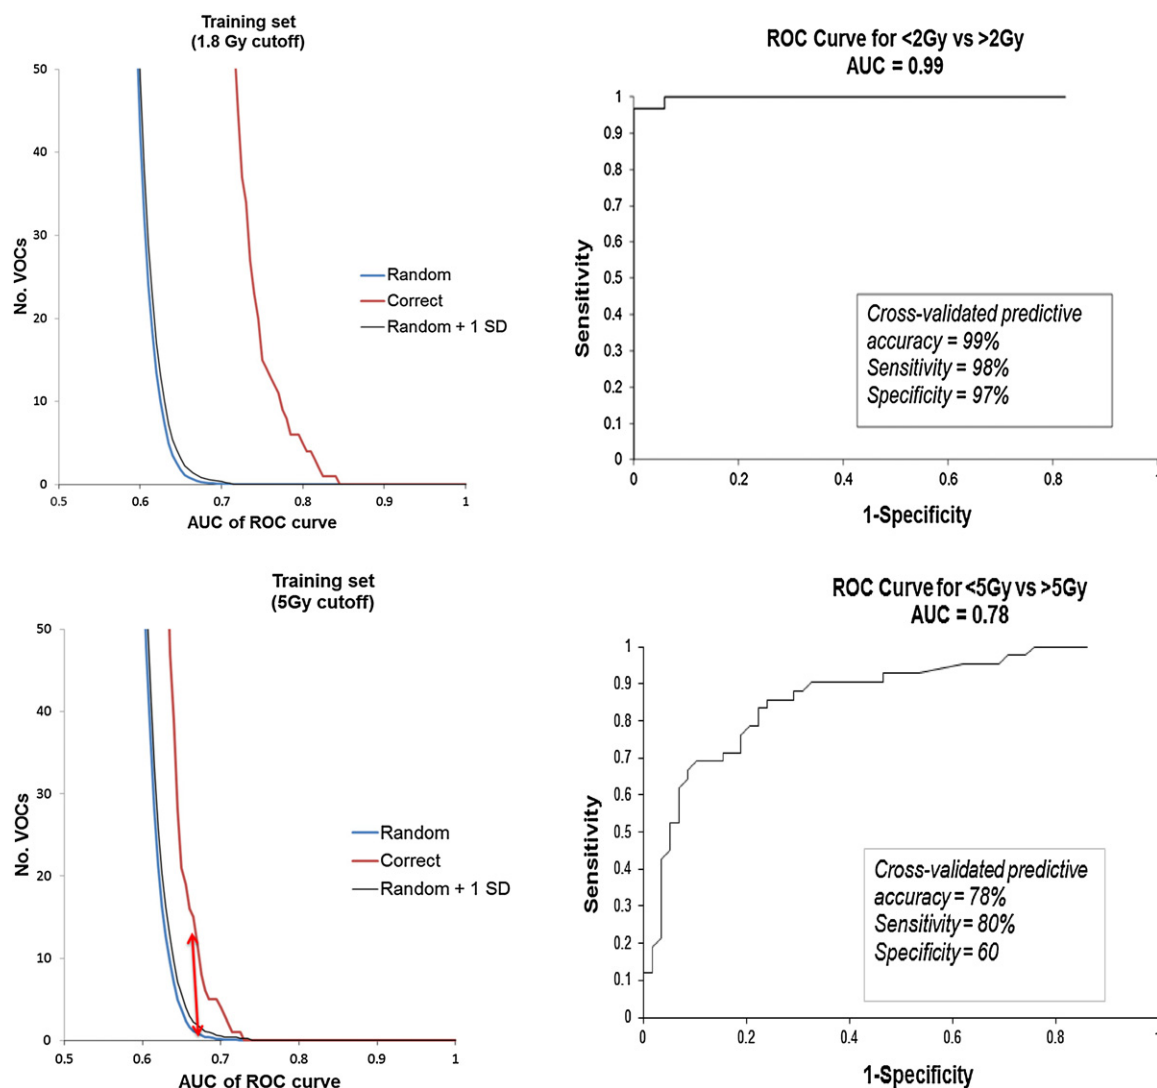 Training set
(1.8 Gy cutoff)
50
40
30
20
10
0
No. VOCs
0.5
0.6
0.7
0.8
0.9
1
AUC of ROC curve
Random
Correct
Random + 1 SD
ROC Curve for <2Gy vs >2Gy
AUC = 0.99
1
0.9
0.8
0.7
0.6
0.5
0.4
0.3
0.2
0.1
0
Sensitivity
0
0.2
0.4
0.6
0.8
1
1-Specificity
Cross-validated predictive
accuracy = 99%
Sensitivity = 98%
Specificity = 97%
Training set
(5Gy cutoff)
50
40
30
20
10
0
No. VOCs
0.5
0.6
0.7
0.8
0.9
1
AUC of ROC curve
Random
Correct
Random + 1 SD
ROC Curve for <5Gy vs >5Gy
AUC = 0.78
1
0.9
0.8
0.7
0.6
0.5
0.4
0.3
0.2
0.1
0
Sensitivity
0
0.2
0.4
0.6
0.8
1
1-Specificity
Cross-validated predictive
accuracy = 78%
Sensitivity = 80%
Specificity = 60